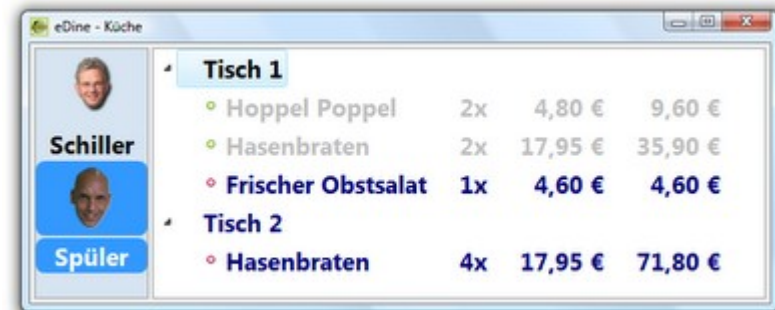 eDine - Küche
Schiller
Spüler
Tisch 1
Hoppel Poppel 2x 4,80 € 9,60 €
Hasenbraten 2x 17,95 € 35,90 €
Frischer Obstsalat 1x 4,60 € 4,60 €
Tisch 2
Hasenbraten 4x 17,95 € 71,80 €